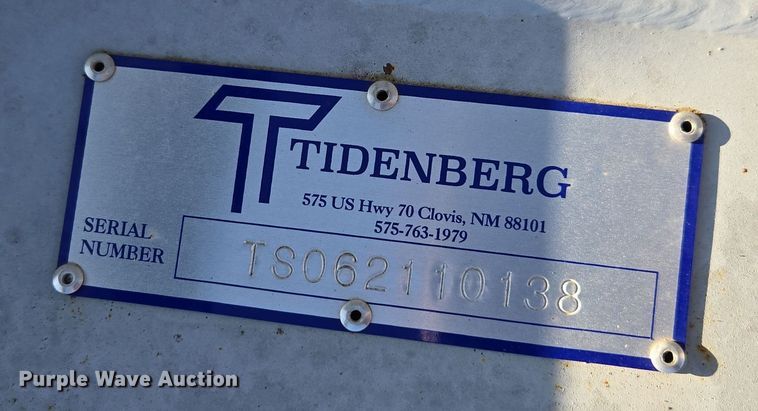 TIDENBERG
575 US Hwy 70 Clovis, NM 88101
575-763-1979
SERIAL
NUMBER
TS062110138
Purple Wave Auction